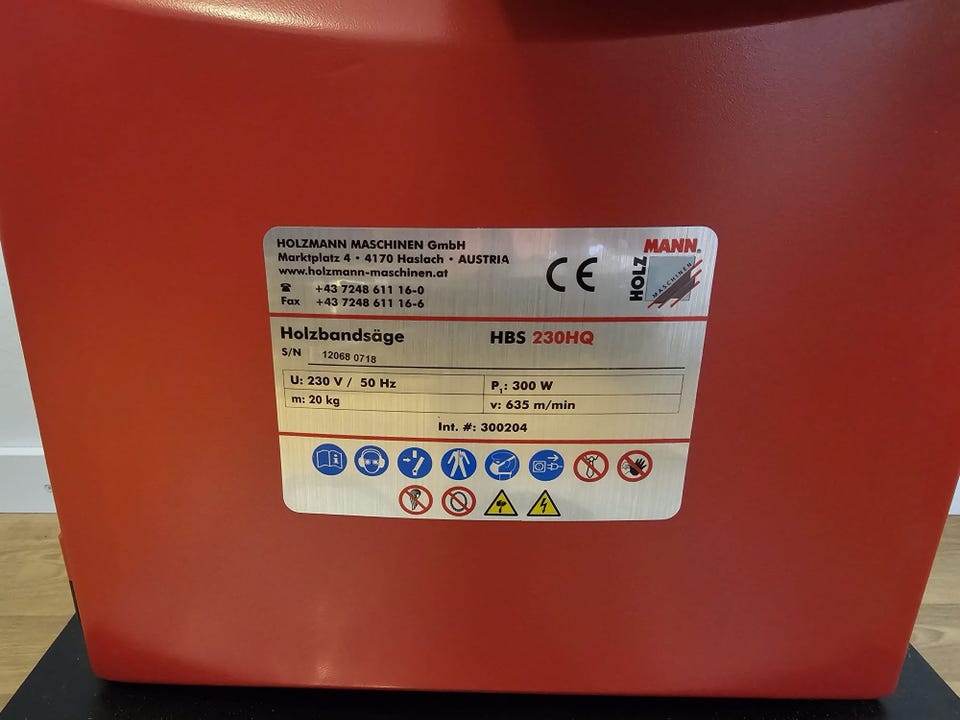 HOLZMANN MASCHINEN GmbH
Marktplatz 4 • 4170 Haslach • AUSTRIA
www.holzmann-maschinen.at
☎ +43 7248 611 16-0
Fax +43 7248 611 16-6
CE
HOLZ MANN®
MASCHINEN
Holzbandsäge HBS 230HQ
S/N 12068 0718
U: 230 V / 50 Hz P₁: 300 W
m: 20 kg v: 635 m/min
Int. #: 300204